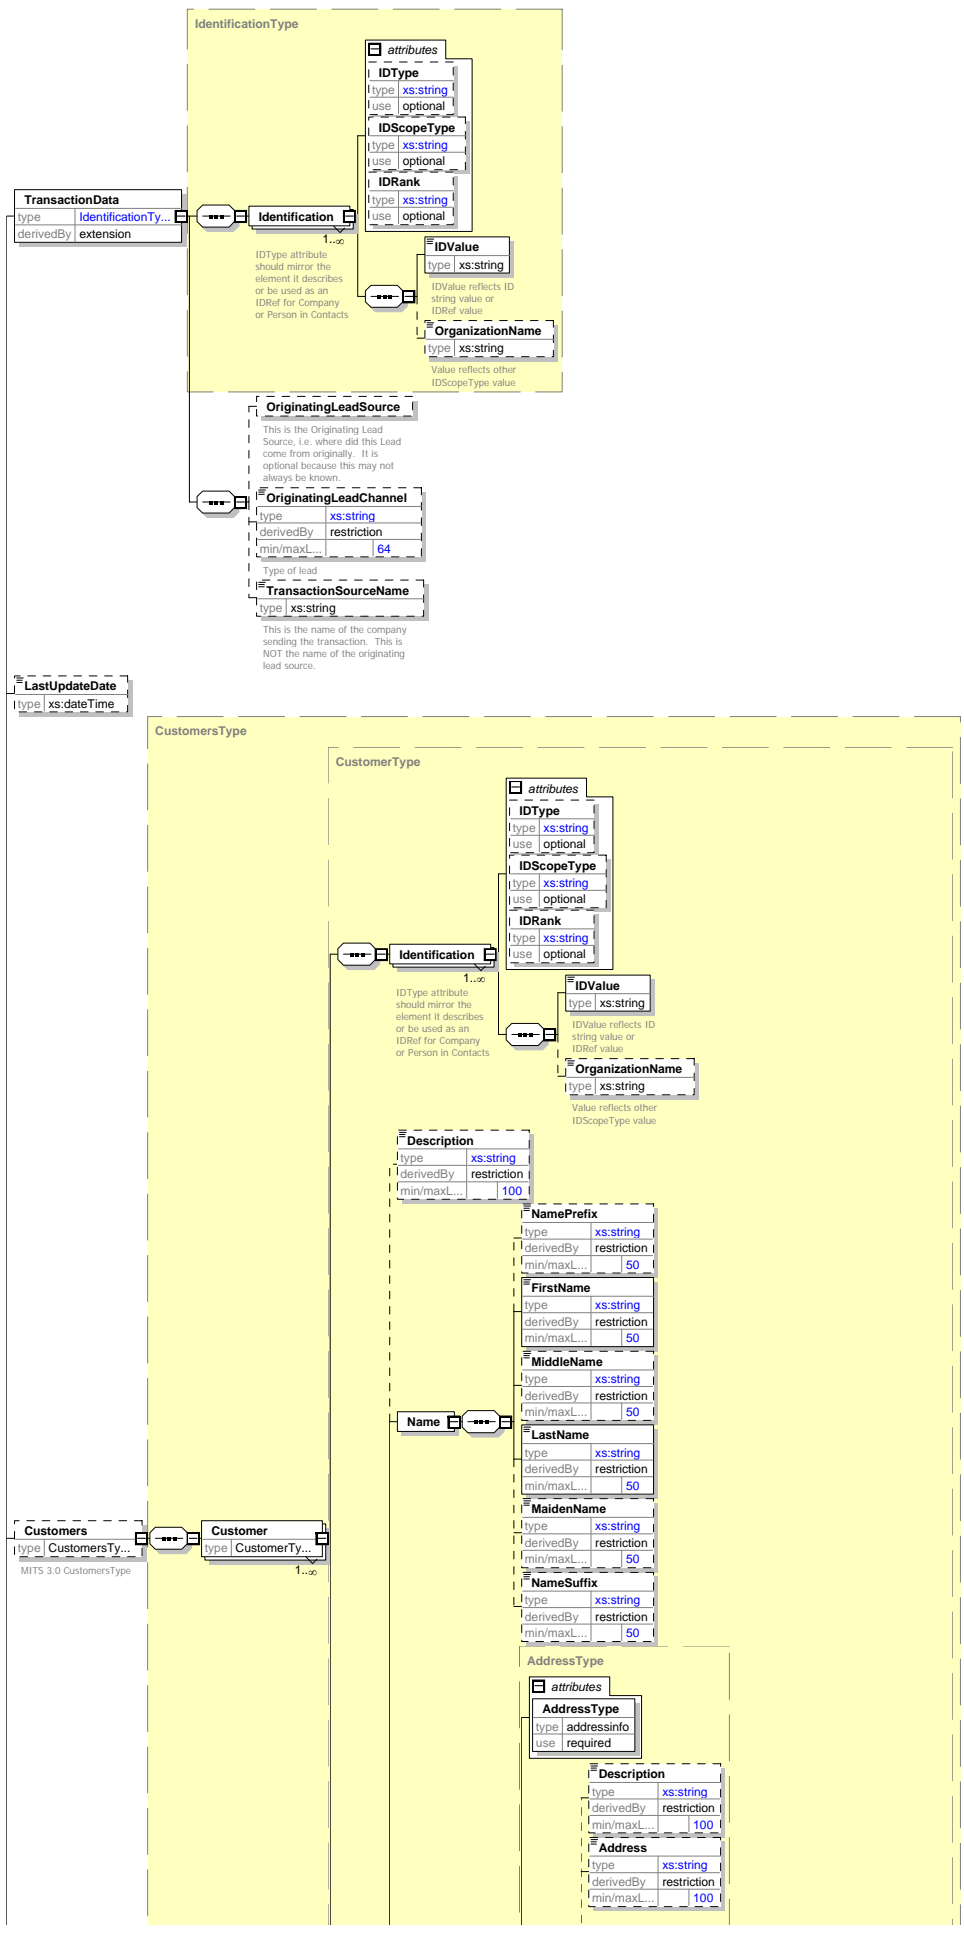 IdentificationType
attributes
IDType
type xs:string
use optional
IDScopeType
type xs:string
use optional
IDRank
type xs:string
use optional
TransactionData
type IdentificationTy...
derivedBy extension
Identification
1..∞
IDType attribute
should mirror the
element it describes
or be used as an
IDRef for Company
or Person in Contacts
IDValue
type xs:string
IDValue reflects ID
string value or
IDRef value
OrganizationName
type xs:string
Value reflects other
IDScopeType value
OriginatingLeadSource
This is the Originating Lead
Source, i.e. where did this Lead
come from originally. It is
optional because this may not
always be known.
OriginatingLeadChannel
type xs:string
derivedBy restriction
min/maxL... 64
Type of lead
TransactionSourceName
type xs:string
This is the name of the company
sending the transaction. This is
NOT the name of the originating
lead source.
LastUpdateDate
type xs:dateTime
CustomersType
CustomerType
attributes
IDType
type xs:string
use optional
IDScopeType
type xs:string
use optional
IDRank
type xs:string
use optional
Identification
1..∞
IDType attribute
should mirror the
element it describes
or be used as an
IDRef for Company
or Person in Contacts
IDValue
type xs:string
IDValue reflects ID
string value or
IDRef value
OrganizationName
type xs:string
Value reflects other
IDScopeType value
Description
type xs:string
derivedBy restriction
min/maxL... 100
NamePrefix
type xs:string
derivedBy restriction
min/maxL... 50
FirstName
type xs:string
derivedBy restriction
min/maxL... 50
MiddleName
type xs:string
derivedBy restriction
min/maxL... 50
Name
LastName
type xs:string
derivedBy restriction
min/maxL... 50
MaidenName
type xs:string
derivedBy restriction
min/maxL... 50
Customers
type CustomersTy...
MITS 3.0 CustomersType
Customer
type CustomerTy...
1..∞
NameSuffix
type xs:string
derivedBy restriction
min/maxL... 50
AddressType
attributes
AddressType
type addressinfo
use required
Description
type xs:string
derivedBy restriction
min/maxL... 100
Address
type xs:string
derivedBy restriction
min/maxL... 100